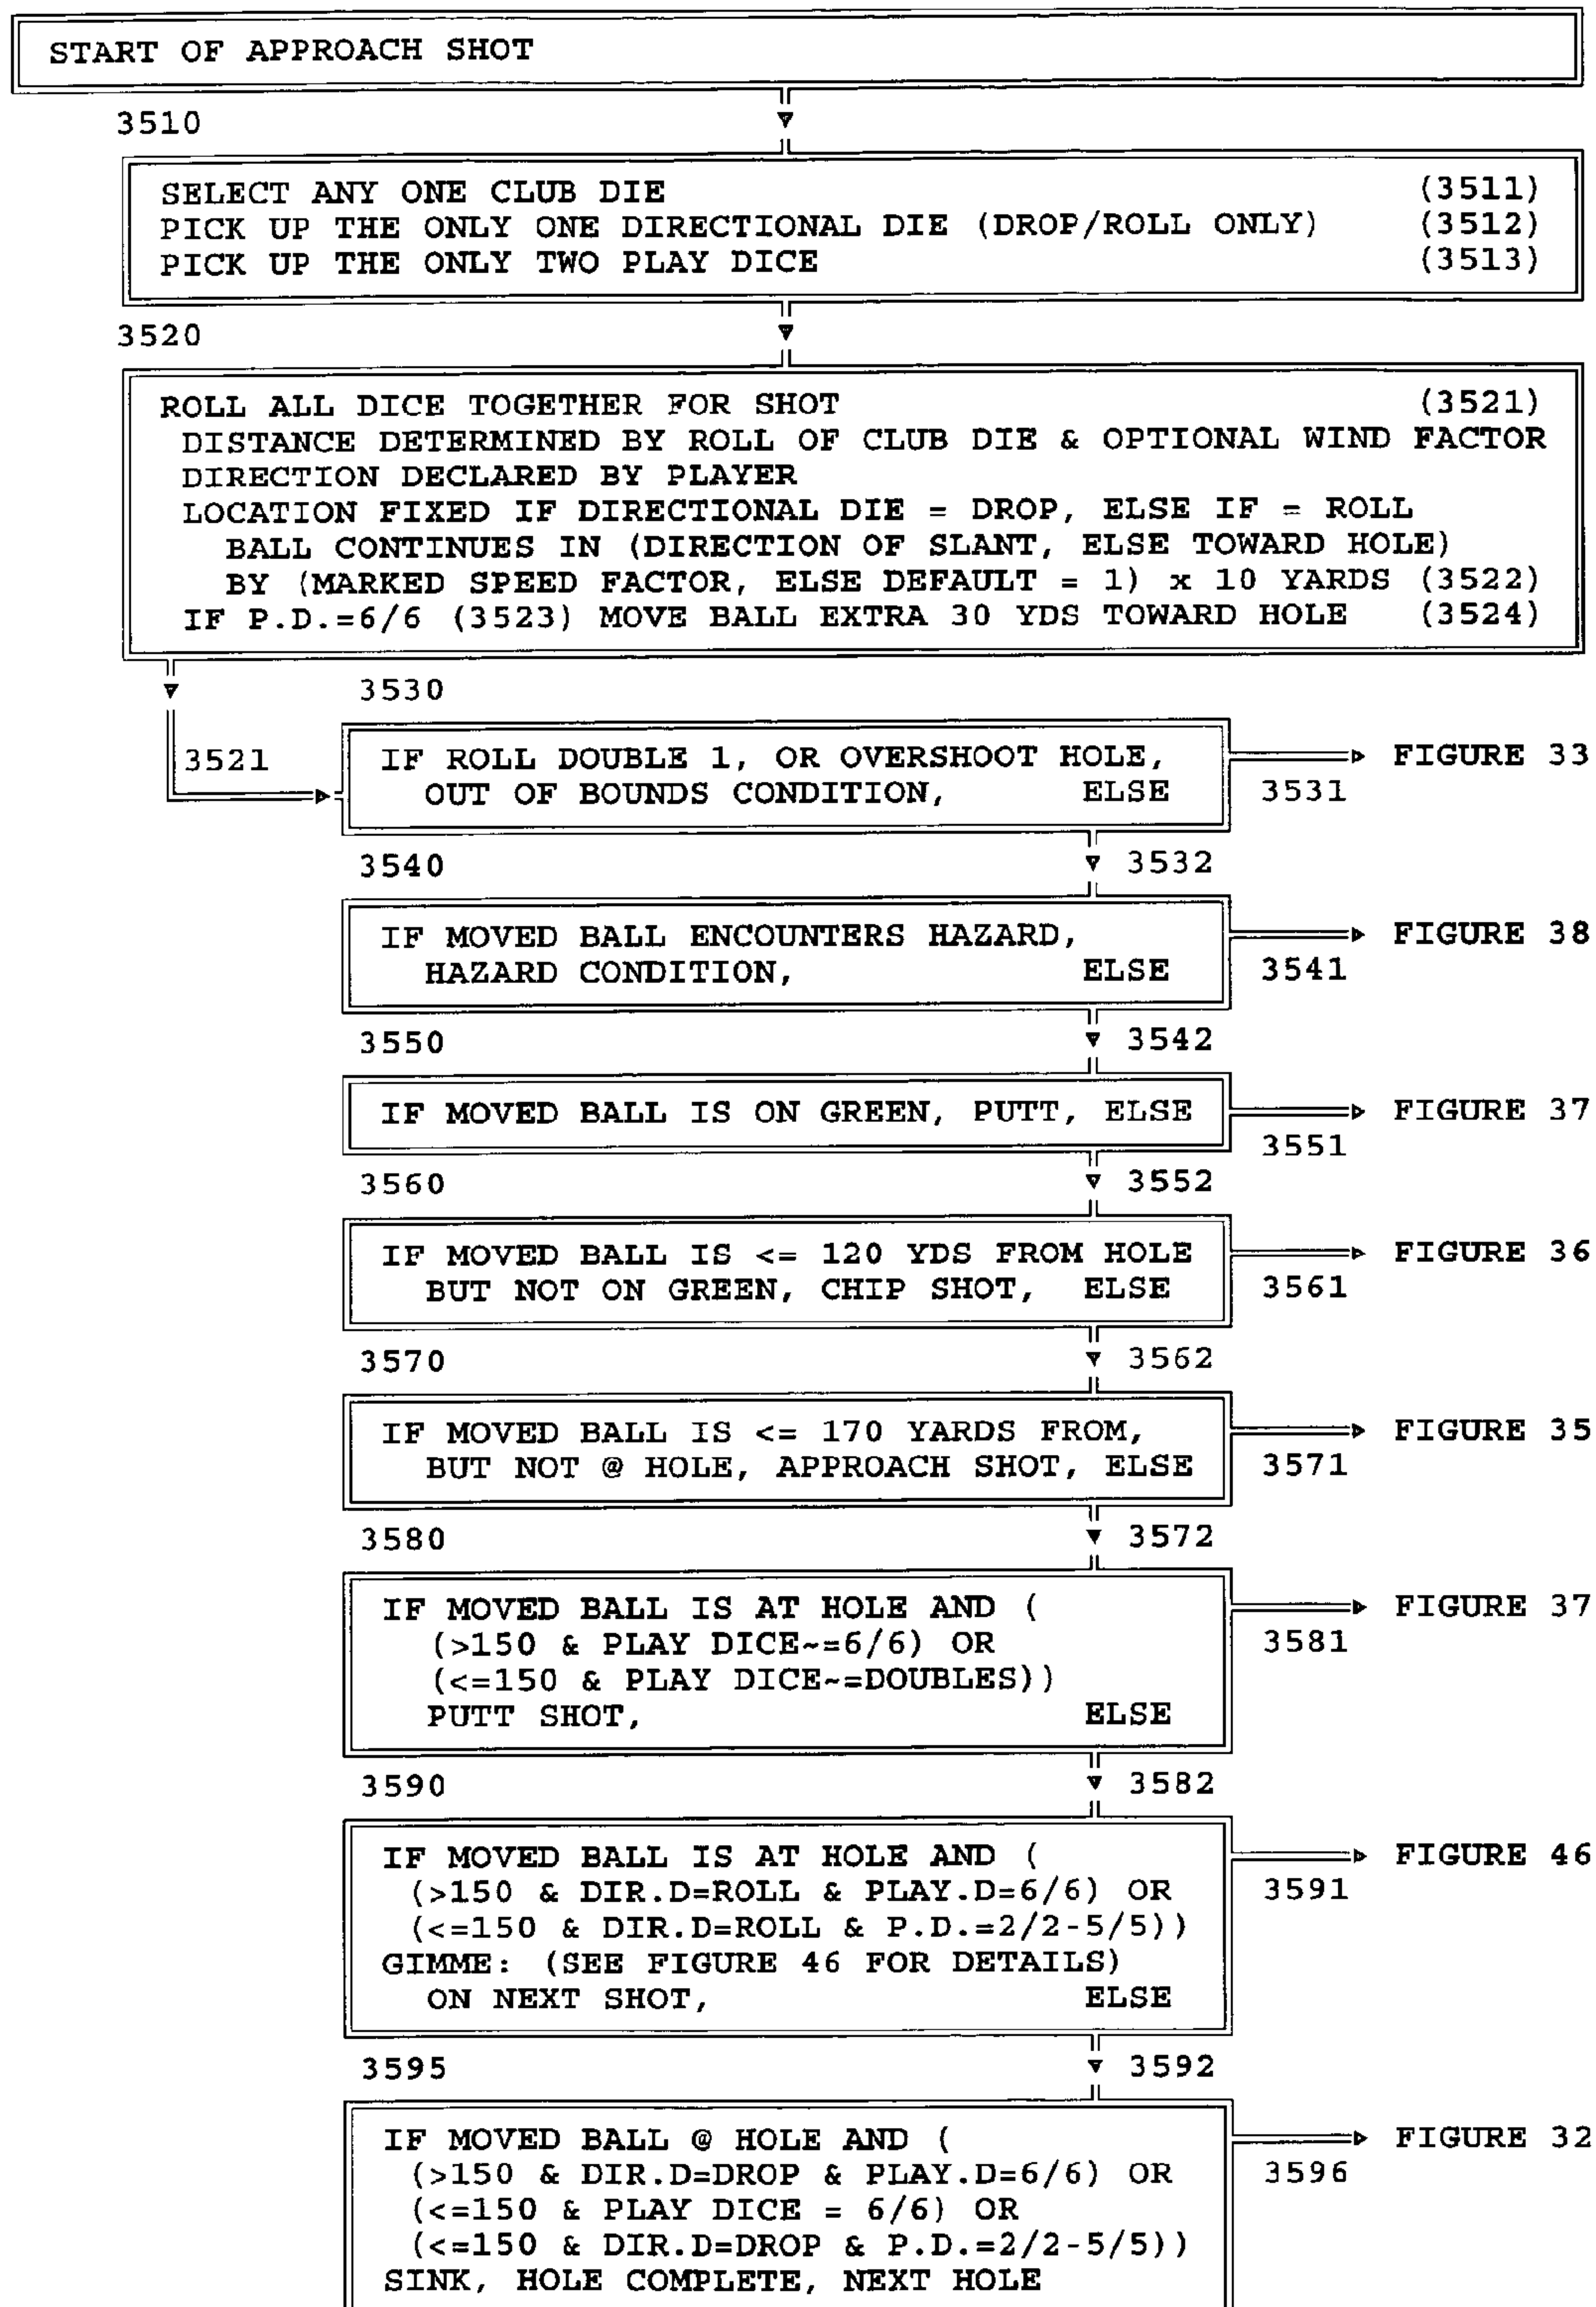 START OF APPROACH SHOT
3510
SELECT ANY ONE CLUB DIE (3511)
PICK UP THE ONLY ONE DIRECTIONAL DIE (DROP/ROLL ONLY) (3512)
PICK UP THE ONLY TWO PLAY DICE (3513)
3520
ROLL ALL DICE TOGETHER FOR SHOT (3521)
DISTANCE DETERMINED BY ROLL OF CLUB DIE & OPTIONAL WIND FACTOR
DIRECTION DECLARED BY PLAYER
LOCATION FIXED IF DIRECTIONAL DIE = DROP, ELSE IF = ROLL
BALL CONTINUES IN (DIRECTION OF SLANT, ELSE TOWARD HOLE)
BY (MARKED SPEED FACTOR, ELSE DEFAULT = 1) x 10 YARDS (3522)
IF P.D.=6/6 (3523) MOVE BALL EXTRA 30 YDS TOWARD HOLE (3524)
3530
3521
IF ROLL DOUBLE 1, OR OVERSHOOT HOLE,
OUT OF BOUNDS CONDITION, ELSE
FIGURE 33
3531
3540
3532
IF MOVED BALL ENCOUNTERS HAZARD,
HAZARD CONDITION, ELSE
FIGURE 38
3541
3550
3542
IF MOVED BALL IS ON GREEN, PUTT, ELSE
FIGURE 37
3551
3560
3552
IF MOVED BALL IS <= 120 YDS FROM HOLE
BUT NOT ON GREEN, CHIP SHOT, ELSE
FIGURE 36
3561
3570
3562
IF MOVED BALL IS <= 170 YARDS FROM,
BUT NOT @ HOLE, APPROACH SHOT, ELSE
FIGURE 35
3571
3580
3572
IF MOVED BALL IS AT HOLE AND (
(>150 & PLAY DICE~=6/6) OR
(<=150 & PLAY DICE~=DOUBLES))
PUTT SHOT, ELSE
FIGURE 37
3581
3590
3582
IF MOVED BALL IS AT HOLE AND (
(>150 & DIR.D=ROLL & PLAY.D=6/6) OR
(<=150 & DIR.D=ROLL & P.D.=2/2-5/5))
GIMME: (SEE FIGURE 46 FOR DETAILS)
ON NEXT SHOT, ELSE
FIGURE 46
3591
3595
3592
IF MOVED BALL @ HOLE AND (
(>150 & DIR.D=DROP & PLAY.D=6/6) OR
(<=150 & PLAY DICE = 6/6) OR
(<=150 & DIR.D=DROP & P.D.=2/2-5/5))
SINK, HOLE COMPLETE, NEXT HOLE
FIGURE 32
3596